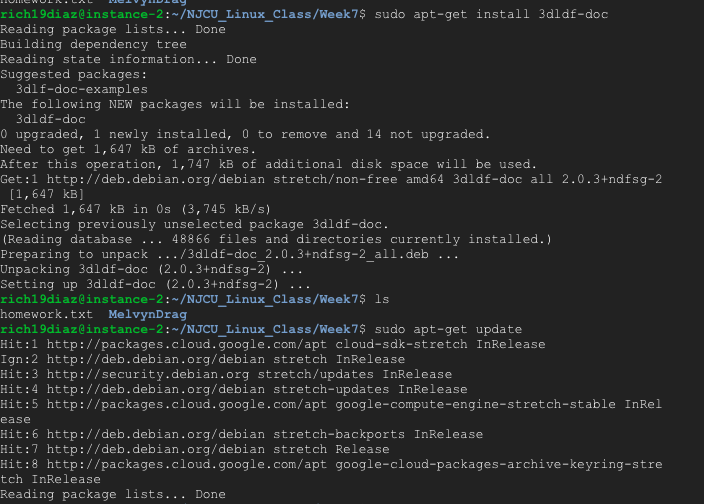 homework.txt  MelvynDrag
rich19diaz@instance-2:~/NJCU_Linux_Class/Week7$ sudo apt-get install 3dldf-doc
Reading package lists... Done
Building dependency tree
Reading state information... Done
Suggested packages:
  3dlf-doc-examples
The following NEW packages will be installed:
  3dldf-doc
0 upgraded, 1 newly installed, 0 to remove and 14 not upgraded.
Need to get 1,647 kB of archives.
After this operation, 1,747 kB of additional disk space will be used.
Get:1 http://deb.debian.org/debian stretch/non-free amd64 3dldf-doc all 2.0.3+ndfsg-2
 [1,647 kB]
Fetched 1,647 kB in 0s (3,745 kB/s)
Selecting previously unselected package 3dldf-doc.
(Reading database ... 48866 files and directories currently installed.)
Preparing to unpack .../3dldf-doc_2.0.3+ndfsg-2_all.deb ...
Unpacking 3dldf-doc (2.0.3+ndfsg-2) ...
Setting up 3dldf-doc (2.0.3+ndfsg-2) ...
rich19diaz@instance-2:~/NJCU_Linux_Class/Week7$ ls
homework.txt  MelvynDrag
rich19diaz@instance-2:~/NJCU_Linux_Class/Week7$ sudo apt-get update
Hit:1 http://packages.cloud.google.com/apt cloud-sdk-stretch InRelease
Ign:2 http://deb.debian.org/debian stretch InRelease
Hit:3 http://security.debian.org stretch/updates InRelease
Hit:4 http://deb.debian.org/debian stretch-updates InRelease
Hit:5 http://packages.cloud.google.com/apt google-compute-engine-stretch-stable InRel
ease
Hit:6 http://deb.debian.org/debian stretch-backports InRelease
Hit:7 http://deb.debian.org/debian stretch Release
Hit:8 http://packages.cloud.google.com/apt google-cloud-packages-archive-keyring-stre
tch InRelease
Reading package lists... Done